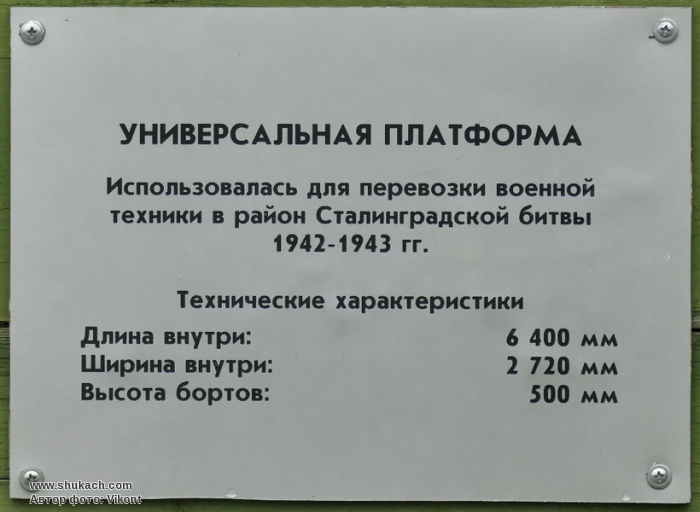 УНИВЕРСАЛЬНАЯ ПЛАТФОРМА
Использовалась для перевозки военной
техники в район Сталинградской битвы
1942-1943 гг.
Технические характеристики
Длина внутри: 6 400 мм
Ширина внутри: 2 720 мм
Высота бортов: 500 мм
www.shukach.com
Автор фото: Vikont